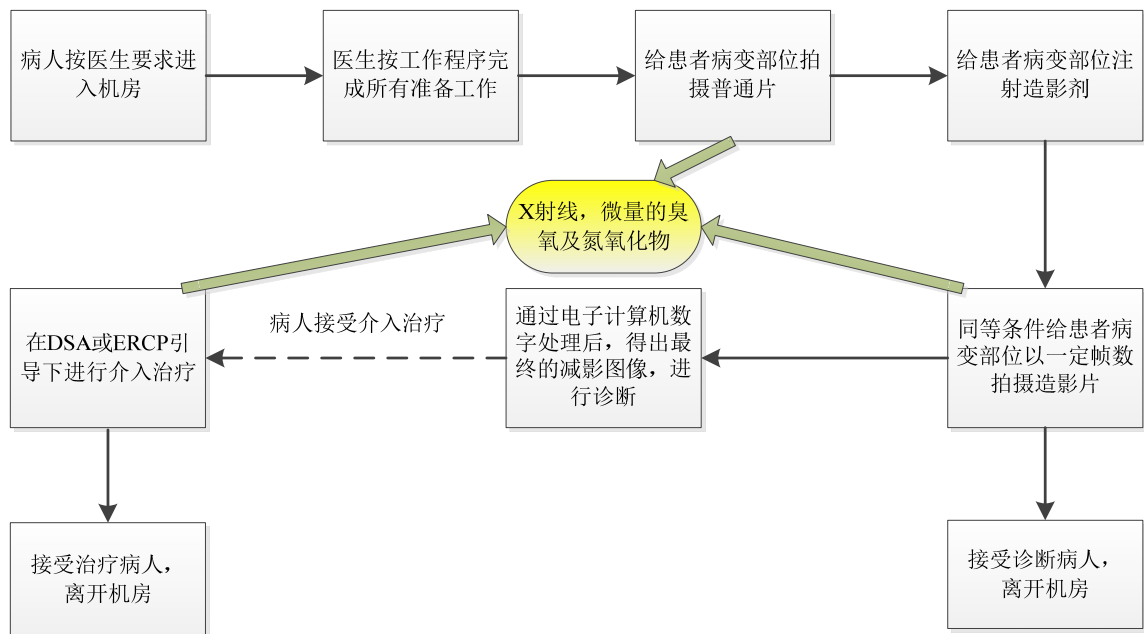 病人按医生要求进
入机房
医生按工作程序完
成所有准备工作
给患者病变部位拍
摄普通片
给患者病变部位注
射造影剂
X射线，微量的臭
氧及氮氧化物
在DSA或ERCP引
导下进行介入治疗
病人接受介入治疗
通过电子计算机数
字处理后，得出最
终的减影图像，进
行诊断
同等条件给患者病
变部位以一定帧数
拍摄造影片
接受治疗病人，
离开机房
接受诊断病人，
离开机房